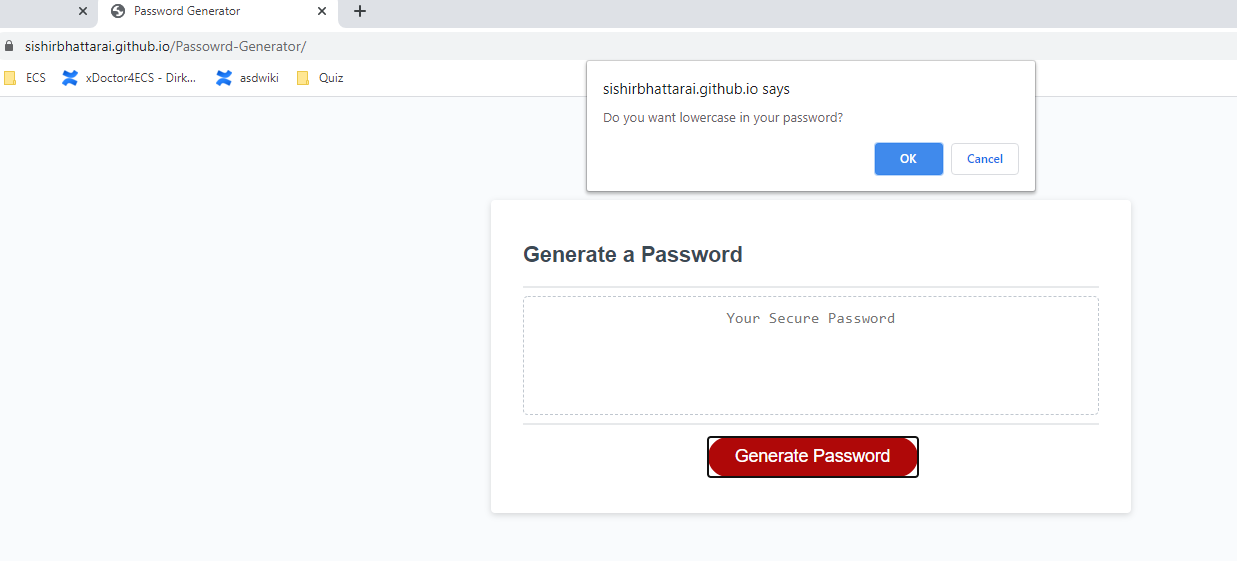 Password Generator
sishirbhattarai.github.io/Passowrd-Generator/
ECS xDoctor4ECS - Dirk... asdwiki Quiz
sishirbhattarai.github.io says
Do you want lowercase in your password?
OK Cancel
Generate a Password
Your Secure Password
Generate Password